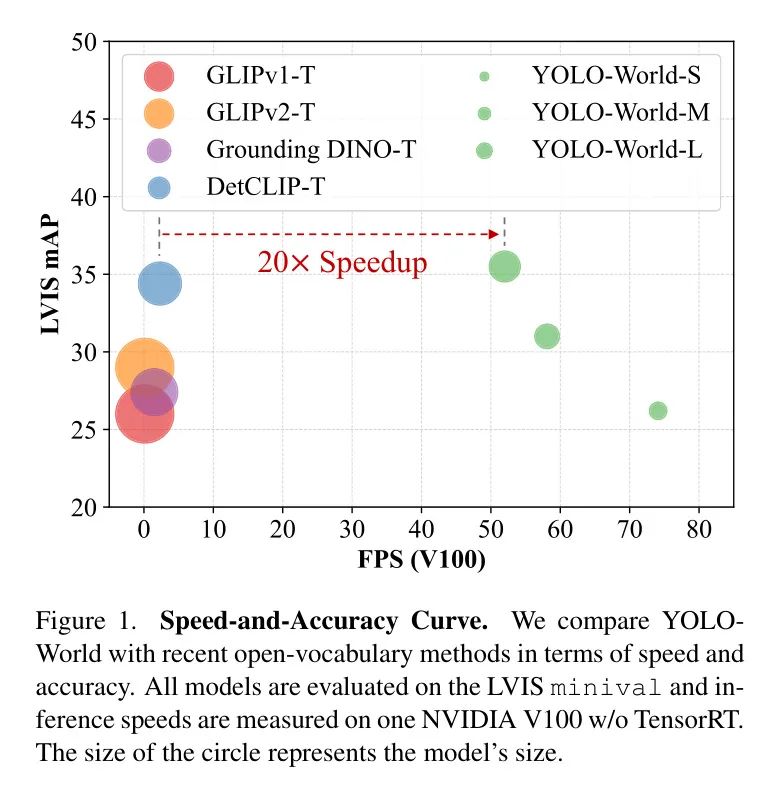 50
45
40
35
30
25
20
LVIS mAP
GLIPv1-T
GLIPv2-T
Grounding DINO-T
DetCLIP-T
YOLO-World-S
YOLO-World-M
YOLO-World-L
20× Speedup
0 10 20 30 40 50 60 70 80
FPS (V100)
Figure 1. Speed-and-Accuracy Curve. We compare YOLO-
World with recent open-vocabulary methods in terms of speed and
accuracy. All models are evaluated on the LVIS minival and in-
ference speeds are measured on one NVIDIA V100 w/o TensorRT.
The size of the circle represents the model's size.